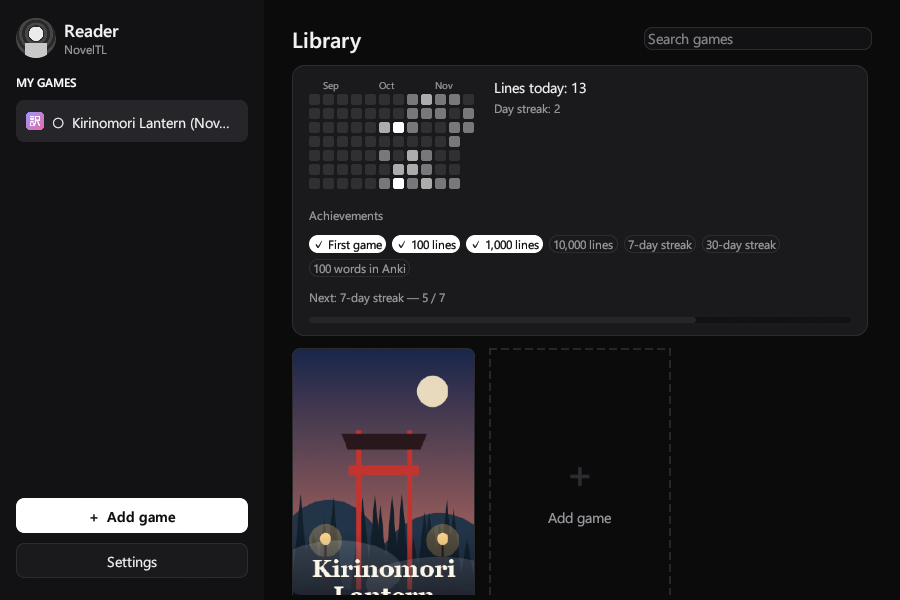 Reader
NovelTL
MY GAMES
訳
Kirinomori Lantern (Nov...
+ Add game
Settings
Library
Search games
Sep Oct Nov
Lines today: 13
Day streak: 2
Achievements
✓ First game ✓ 100 lines ✓ 1,000 lines 10,000 lines 7-day streak 30-day streak
100 words in Anki
Next: 7-day streak — 5 / 7
Kirinomori
Lantern
+
Add game